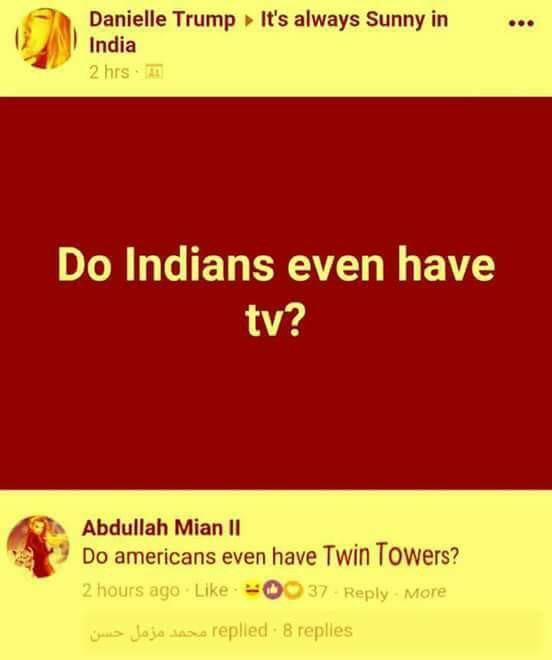 Danielle Trump ▸ It's always Sunny in
India
2 hrs ·
Do Indians even have
tv?
Abdullah Mian II
Do americans even have Twin Towers?
2 hours ago · Like · 37 · Reply · More
محمد مزمل حسن replied · 8 replies